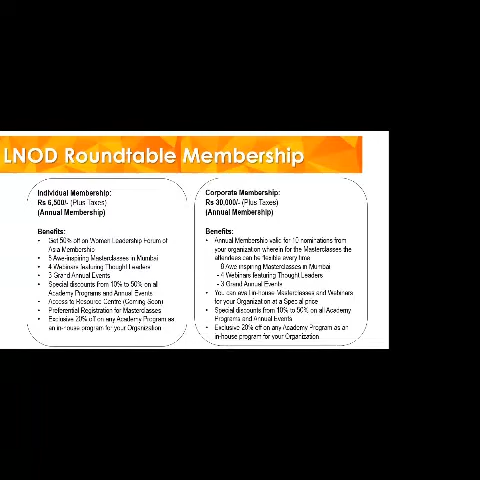 LNOD Roundtable Membership
Individual Membership:
Rs 6,500/- (Plus Taxes)
(Annual Membership)
Benefits:
• Get 50% off on Women Leadership Forum of
Asia Membership
• Awe-inspiring Masterclasses in Mumbai
• 4 Webinars featuring Thought Leaders
• 3 Grand Annual Events
• Special discounts from 10% to 50% on all
Academy Programs and Annual Events
• Access to Resource Centre (Coming Soon)
• Preferential Registration for Masterclasses
• Exclusive 20% off on any Academy Program as
an in-house program for your Organization
Corporate Membership:
Rs 30,000/- (Plus Taxes)
(Annual Membership)
Benefits:
• Annual Membership valid for 10 nominations from
your organization wherein for the Masterclasses the
attendees can be flexible every time
- Awe-inspiring Masterclasses in Mumbai
- 4 Webinars featuring Thought Leaders
- 3 Grand Annual Events
• You can avail in-house Masterclasses and Webinars
for your Organization at a Special price
• Special discounts from 10% to 50% on all Academy
Programs and Annual Events
• Exclusive 20% off on any Academy Program as an
in-house program for your Organization